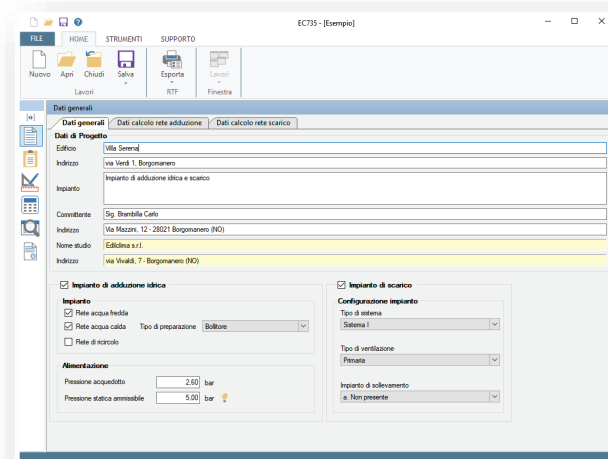 EC735 - [Esempio]
FILE HOME STRUMENTI SUPPORTO
Nuovo Apri Chiudi Salva Esporta Lavori
Lavori RTF Finestra
Dati generali
Dati generali Dati calcolo rete adduzione Dati calcolo rete scarico
Dati di Progetto
Edificio Villa Serena
Indirizzo via Verdi 1, Borgomanero
Impianto Impianto di adduzione idrica e scarico
Committente Sig. Brambilla Carlo
Indirizzo Via Mazzini, 12 - 28021 Borgomanero (NO)
Nome studio Edilclima s.r.l.
Indirizzo via Vivaldi, 7 - Borgomanero (NO)
Impianto di adduzione idrica Impianto di scarico
Impianto
Rete acqua fredda
Rete acqua calda Tipo di preparazione Bollitore
Rete di ricircolo
Alimentazione
Pressione acquedotto 2,60 bar
Pressione statica ammissibile 5,00 bar
Configurazione impianto
Tipo di sistema
Sistema I
Tipo di ventilazione
Primaria
Impianto di sollevamento
a. Non presente